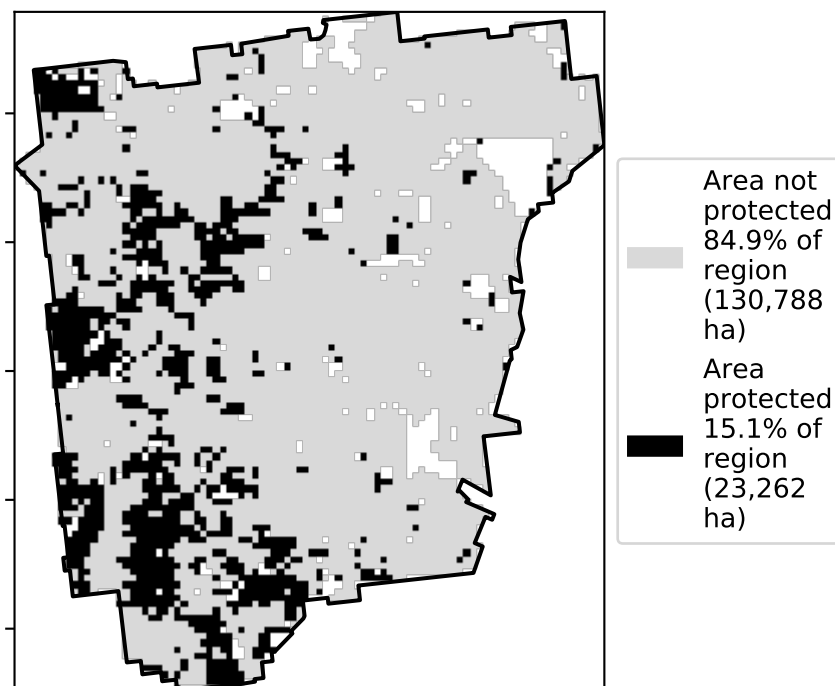 Area not
protected
84.9% of
region
(130,788
ha)
Area
protected
15.1% of
region
(23,262
ha)